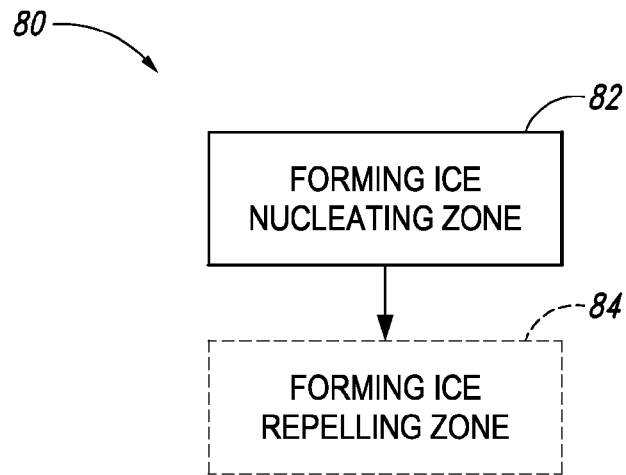 80
82
FORMING ICE
NUCLEATING ZONE
84
FORMING ICE
REPELLING ZONE